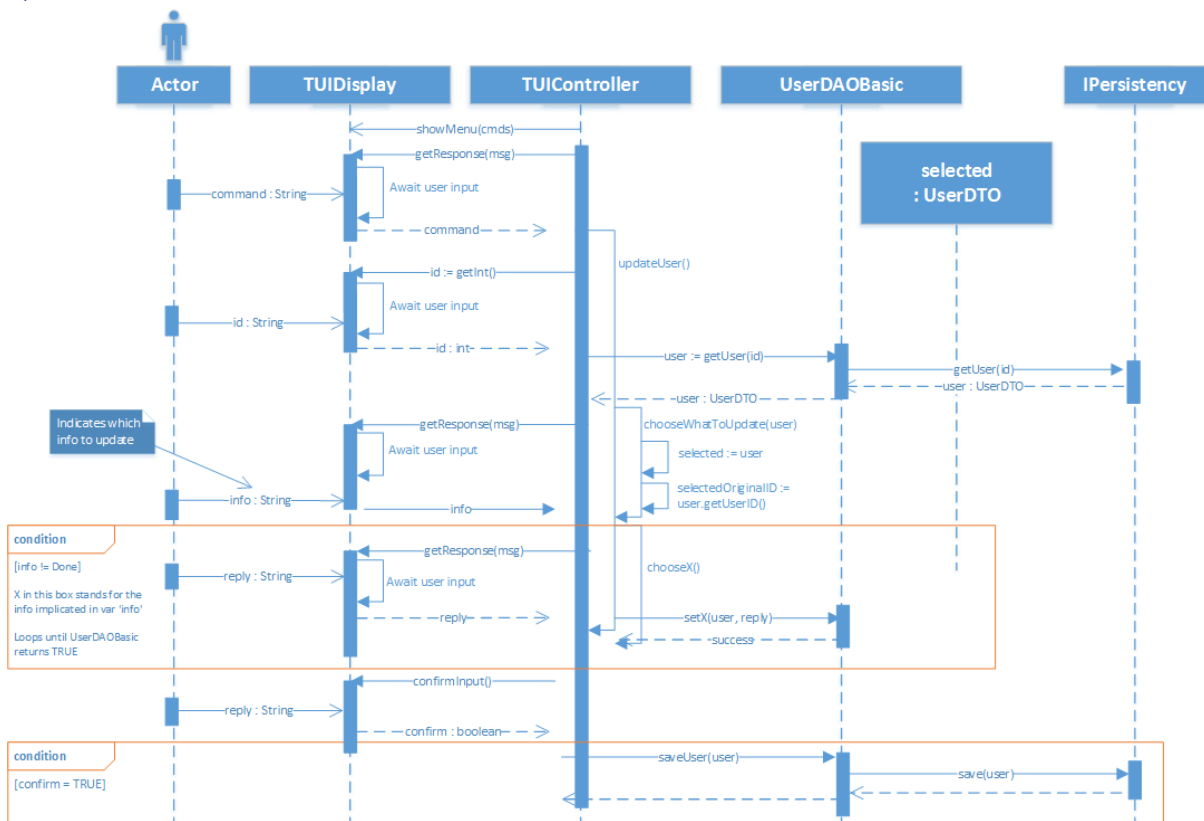 Actor
TUIDisplay
TUIController
UserDAOBasic
IPersistency
showMenu(cmds)
getResponse(msg)
selected
: UserDTO
Await user input
command : String
command
updateUser()
id := getInt()
Await user input
id : String
id : int
user := getUser(id)
getUser(id)
user : UserDTO
user : UserDTO
Indicates which
info to update
getResponse(msg)
chooseWhatToUpdate(user)
Await user input
selected := user
selectedOriginalID :=
user.getUserID()
info : String
info
condition
[info != Done]
X in this box stands for the
info implicated in var 'info'
Loops until UserDAOBasic
returns TRUE
getResponse(msg)
chooseX()
reply : String
Await user input
reply
setX(user, reply)
success
confirmInput()
reply : String
confirm : boolean
condition
[confirm = TRUE]
saveUser(user)
save(user)